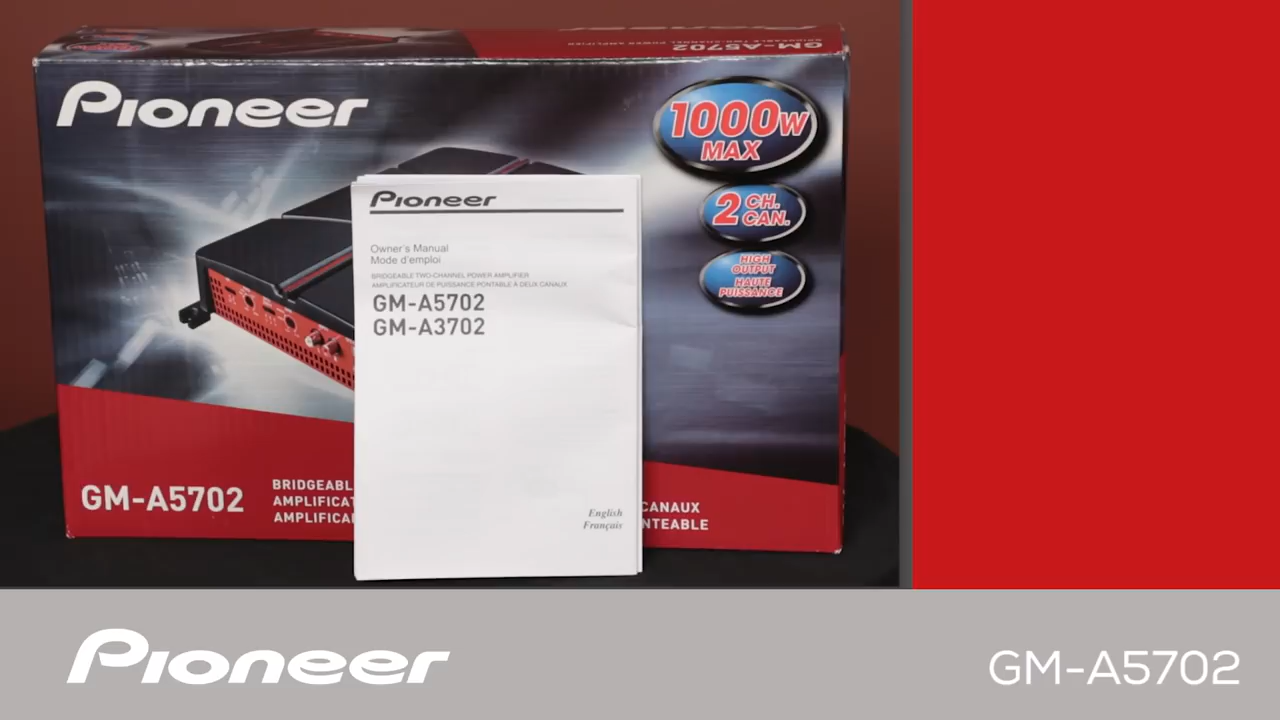 GM-A5702
Pioneer
1000W
MAX
2 CH.
CAN.
HIGH
OUTPUT
HAUTE
PUISSANCE
Pioneer
Owner's Manual
Mode d'emploi
BRIDGEABLE TWO-CHANNEL POWER AMPLIFIER
AMPLIFICATEUR DE PUISSANCE PONTABLE À DEUX CANAUX
GM-A5702
GM-A3702
English
Français
GM-A5702
BRIDGEABL
AMPLIFICAT
AMPLIFICA
CANAUX
NTEABLE
Pioneer
GM-A5702